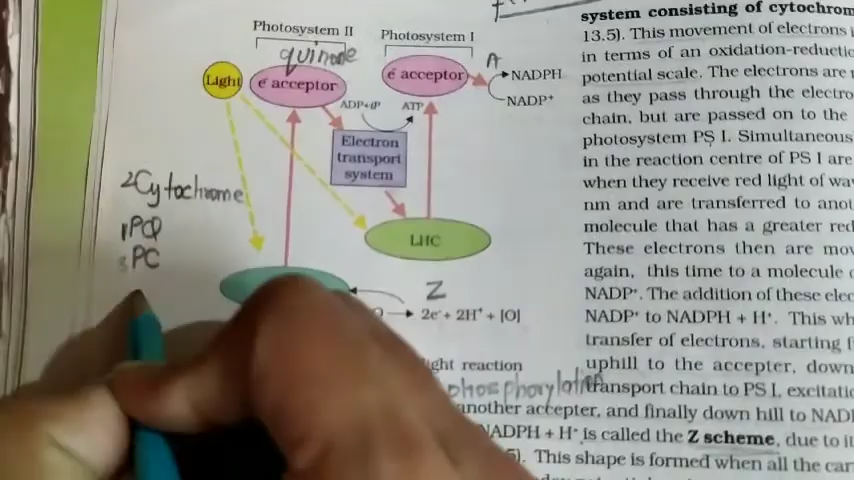 Photosystem II
Photosystem I
quinone
A
Light
e⁻ acceptor
e⁻ acceptor
NADPH
NADP⁺
ADP+iP
ATP
Electron
transport
system
2Cytochrome
1PQ
3PC
LHC
Z
2e⁻ + 2H⁺ + [O]
light reaction
phosphorylation
system consisting of cytochrom
13.5). This movement of electrons i
in terms of an oxidation-reductio
potential scale. The electrons are
as they pass through the electro
chain, but are passed on to the
photosystem PS I. Simultaneous
in the reaction centre of PS I are
when they receive red light of wav
nm and are transferred to anot
molecule that has a greater red
These electrons then are mov
again, this time to a molecule o
NADP⁺. The addition of these elec
NADP⁺ to NADPH + H⁺. This wh
transfer of electrons, starting f
uphill to the accepter, down
transport chain to PS I, excitatio
another accepter, and finally down hill to NAD
NADPH + H⁺ is called the Z scheme, due to it
5). This shape is formed when all the car